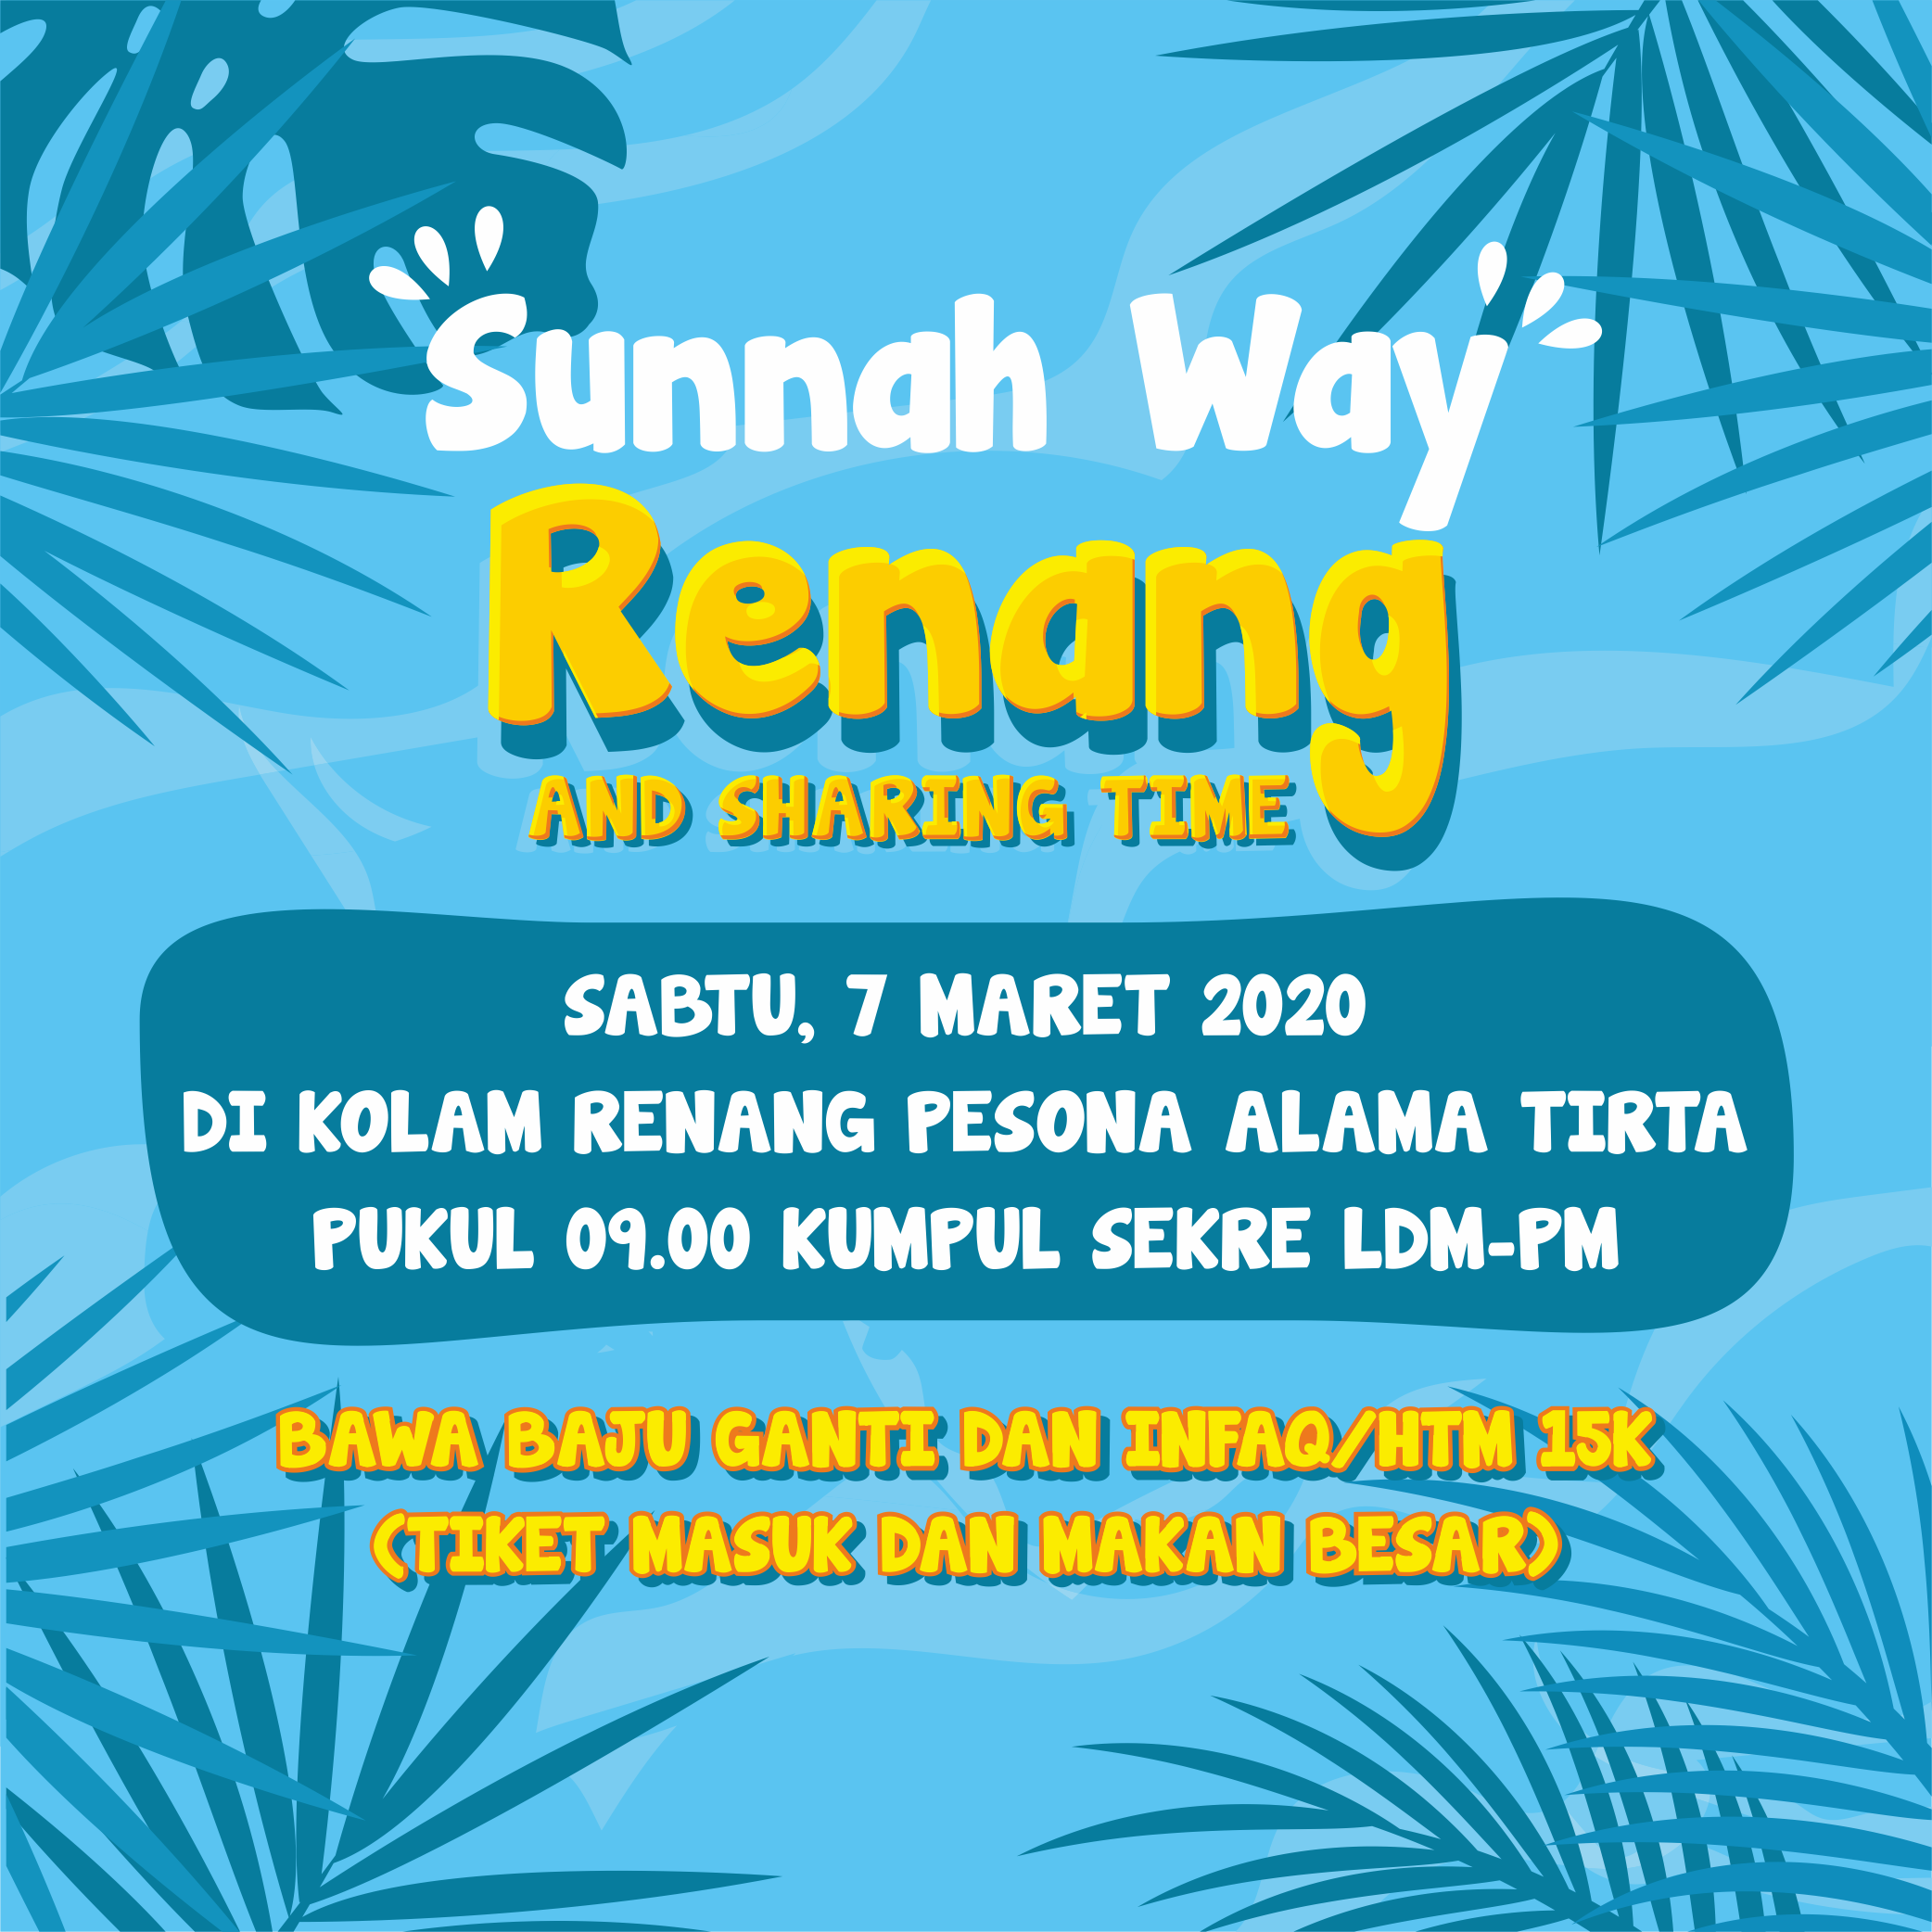 Sunnah Way
Renang
AND SHARING TIME
SABTU, 7 MARET 2020
DI KOLAM RENANG PESONA ALAMA TIRTA
PUKUL 09.00 KUMPUL SEKRE LDM-PM
BAWA BAJU GANTI DAN INFAQ/HTM 15K
(TIKET MASUK DAN MAKAN BESAR)